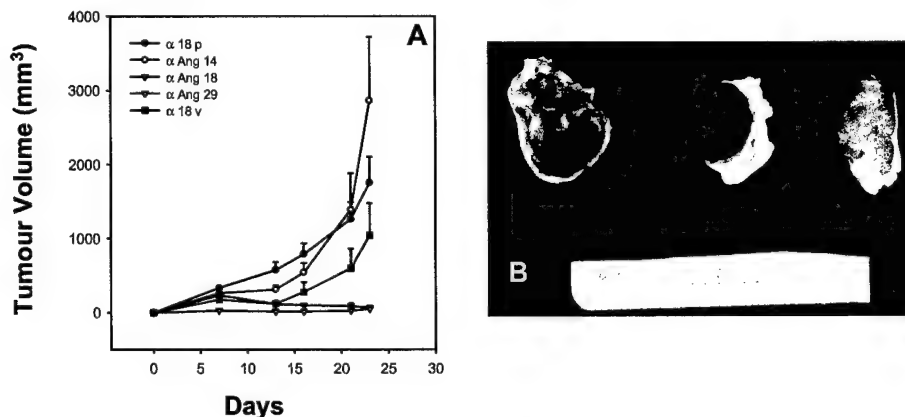 Tumour Volume (mm³)
4000
3000
2000
1000
0
α 18 p
α Ang 14
α Ang 18
α Ang 29
α 18 v
A
0 5 10 15 20 25 30
Days
B